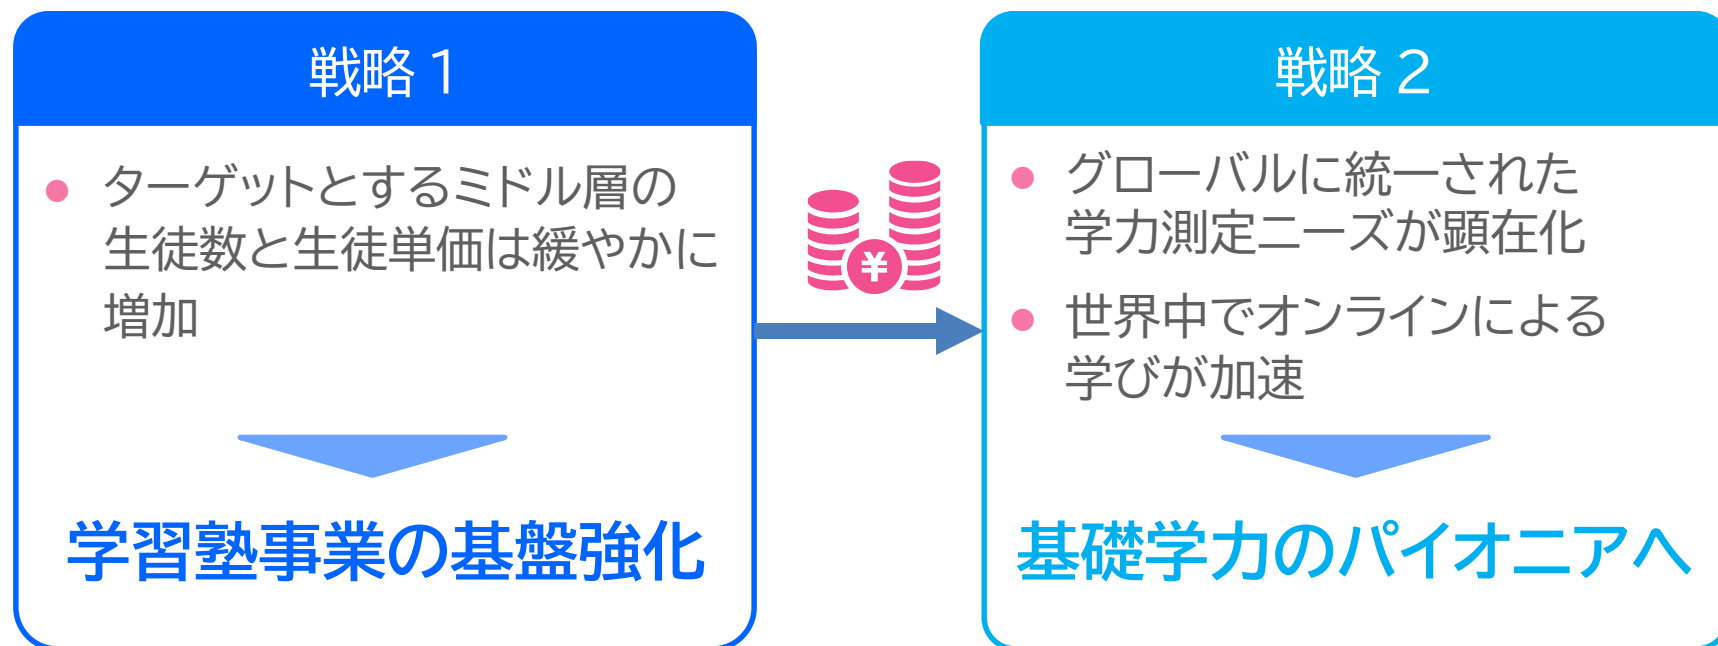 戦略1
ターゲットとするミドル層の
生徒数と生徒単価は緩やかに
増加
学習塾事業の基盤強化
¥
戦略2
グローバルに統一された
学力測定ニーズが顕在化
世界中でオンラインによる
学びが加速
基礎学力のパイオニアへ